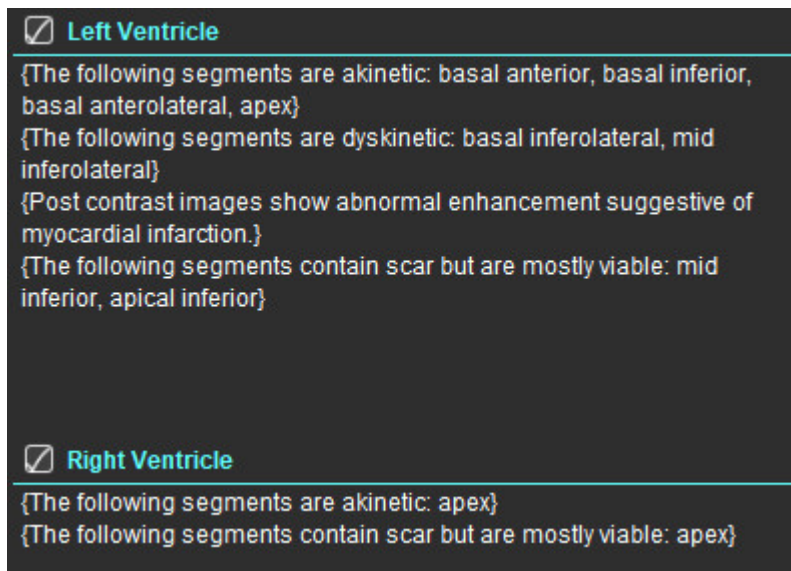 Left Ventricle
{The following segments are akinetic: basal anterior, basal inferior,
basal anterolateral, apex}
{The following segments are dyskinetic: basal inferolateral, mid
inferolateral}
{Post contrast images show abnormal enhancement suggestive of
myocardial infarction.}
{The following segments contain scar but are mostly viable: mid
inferior, apical inferior}
Right Ventricle
{The following segments are akinetic: apex}
{The following segments contain scar but are mostly viable: apex}